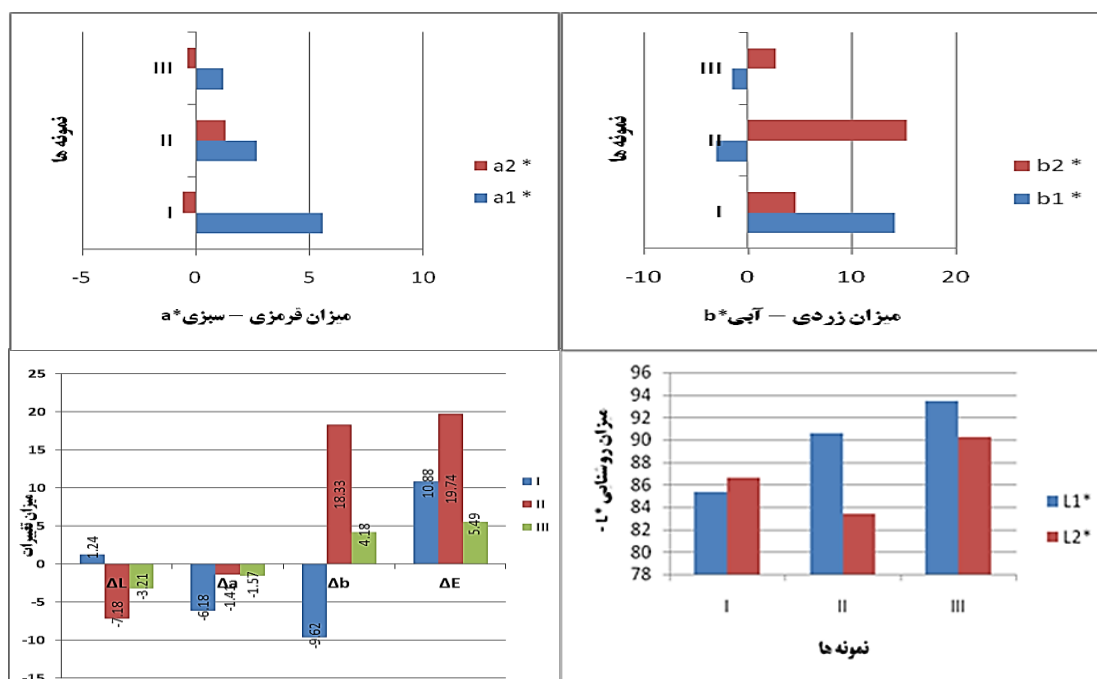 III
II
I
نمونه ها
-5
0
5
10
میزان قرمزی – سبزی a*
a2 *
a1 *
III
II
I
نمونه ها
-10
0
10
20
میزان زردی – آبی b*
b2 *
b1 *
25
20
15
10
5
0
-5
-10
-15
میزان تغییرات
1.24
-7.18
-3.21
-6.18
-1.57
-9.62
18.33
4.18
10.88
19.74
5.49
ΔL
Δa
Δb
ΔE
I
II
III
96
94
92
90
88
86
84
82
80
78
میزان روشنایی L*-
I
II
III
نمونه ها
L1*
L2*